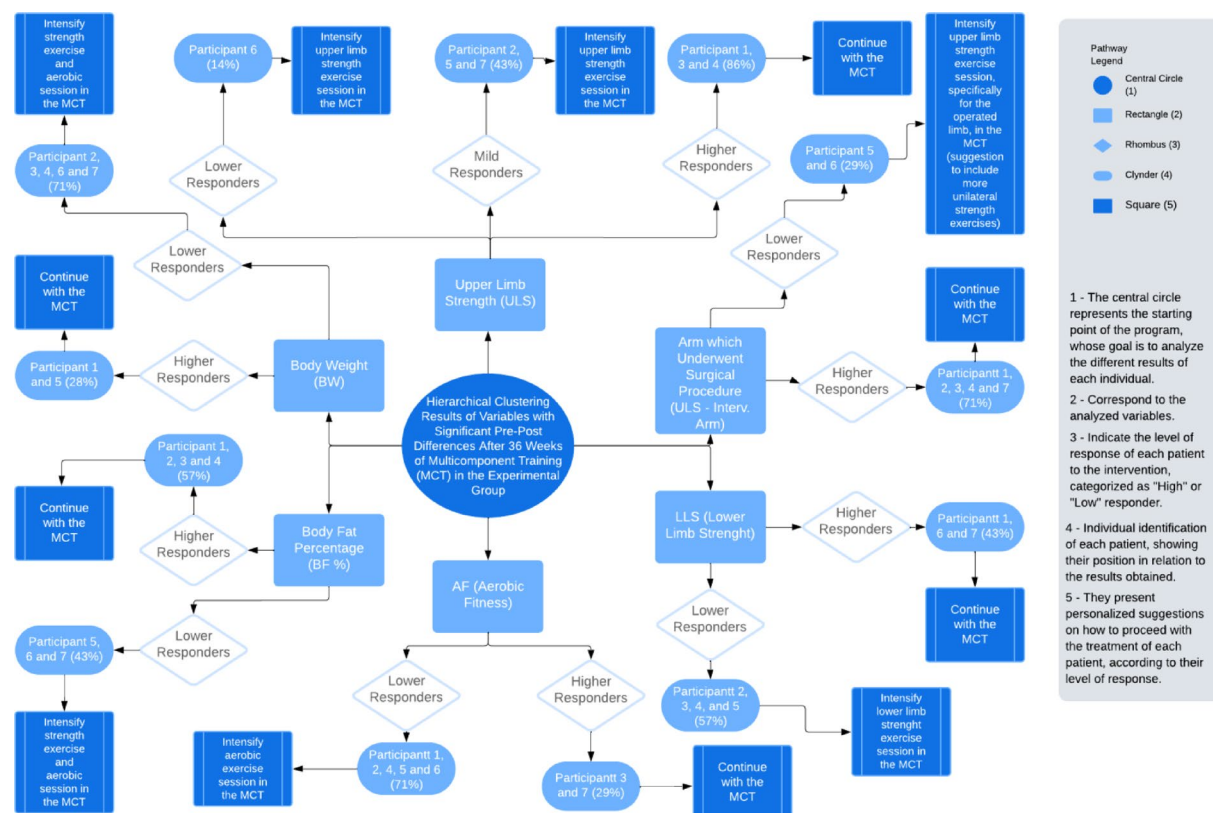 Intensify
strength
exercise
and
aerobic
session in
the MCT
Participant 6
(14%)
Intensify
upper limb
strength
exercise
session in
the MCT
Participant 2,
5 and 7 (43%)
Intensify
upper limb
strength
exercise
session in
the MCT
Participant 1,
3 and 4 (86%)
Continue
with the
MCT
Intensify
upper limb
strength
exercise
session,
specifically
for the
operated
limb, in
the MCT
(suggestion
to include
more
unilateral
strength
exercises)
Participant 2,
3, 4, 6 and 7
(71%)
Lower
Responders
Mild
Responders
Higher
Responders
Participant 5
and 6 (29%)
Lower
Responders
Lower
Responders
Upper Limb
Strength (ULS)
Continue
with the
MCT
Continue
with the
MCT
Participant 1
and 5 (28%)
Higher
Responders
Body Weight
(BW)
Arm which
Underwent
Surgical
Procedure
(ULS - Interv.
Arm)
Higher
Responders
Participantt 1,
2, 3, 4 and 7
(71%)
Hierarchical Clustering
Results of Variables with
Significant Pre-Post
Differences After 36 Weeks
of Multicomponent Training
(MCT) in the Experimental
Group
Participant 1,
2, 3 and 4
(57%)
Continue
with the
MCT
Higher
Responders
Body Fat
Percentage
(BF %)
LLS (Lower
Limb Strenght)
Higher
Responders
Participantt 1,
6 and 7 (43%)
AF (Aerobic
Fitness)
Continue
with the
MCT
Participant 5,
6 and 7 (43%)
Lower
Responders
Lower
Responders
Lower
Responders
Higher
Responders
Participantt 2,
3, 4, and 5
(57%)
Intensify
lower limb
strenght
exercise
session in
the MCT
Intensify
strength
exercise
and
aerobic
session in
the MCT
Intensify
aerobic
exercise
session in
the MCT
Participantt 1,
2, 4, 5 and 6
(71%)
Participantt 3
and 7 (29%)
Continue
with the
MCT
Pathway
Legend
Central Circle
(1)
Rectangle (2)
Rhombus (3)
Clynder (4)
Square (5)
1 - The central circle
represents the starting
point of the program,
whose goal is to analyze
the different results of
each individual.
2 - Correspond to the
analyzed variables.
3 - Indicate the level of
response of each patient
to the intervention,
categorized as "High" or
"Low" responder.
4 - Individual identification
of each patient, showing
their position in relation to
the results obtained.
5 - They present
personalized suggestions
on how to proceed with
the treatment of each
patient, according to their
level of response.